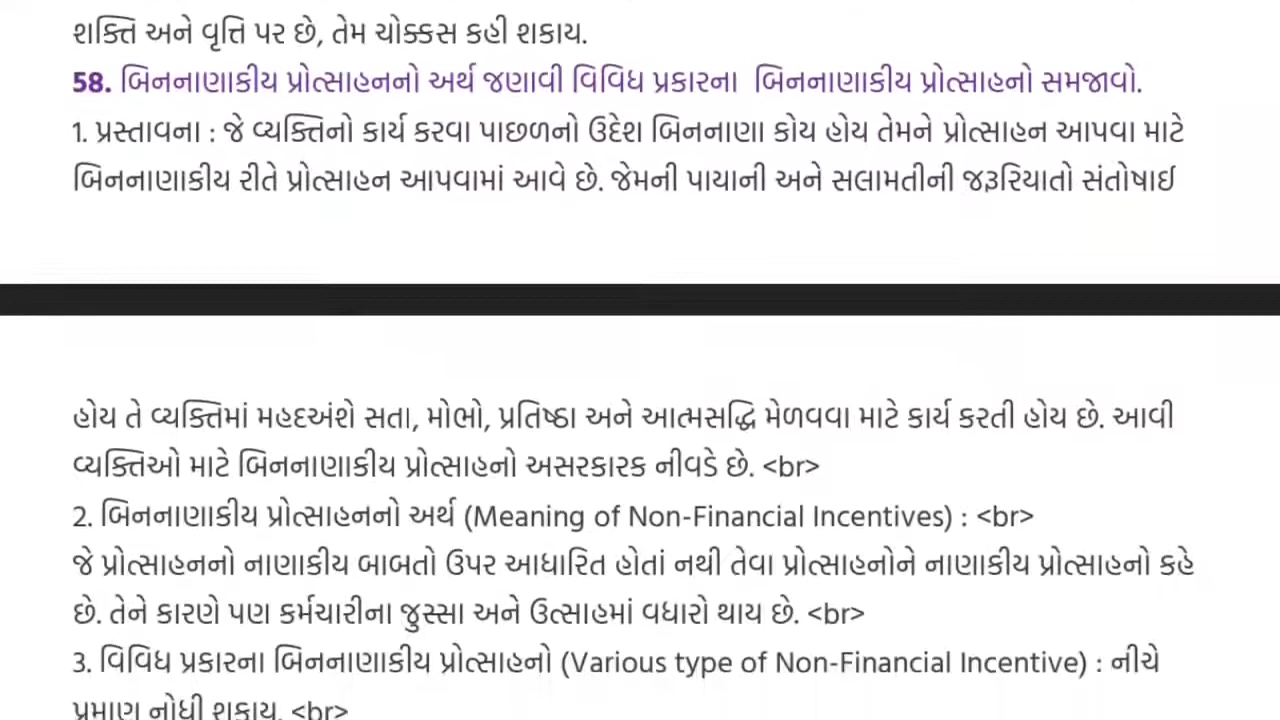 શક્તિ અને વૃત્તિ પર છે, તેમ ચોક્કસ કહી શકાય.
58. બિનનાણાકીય પ્રોત્સાહનનો અર્થ જણાવી વિવિધ પ્રકારના બિનનાણાકીય પ્રોત્સાહનો સમજાવો.
1. પ્રસ્તાવના : જે વ્યક્તિનો કાર્ય કરવા પાછળનો ઉદેશ બિનનાણા કોય હોય તેમને પ્રોત્સાહન આપવા માટે
બિનનાણાકીય રીતે પ્રોત્સાહન આપવામાં આવે છે. જેમની પાયાની અને સલામતીની જરૂરિયાતો સંતોષાઈ
હોય તે વ્યક્તિમાં મહદઅંશે સતા, મોભો, પ્રતિષ્ઠા અને આત્મસદ્ધિ મેળવવા માટે કાર્ય કરતી હોય છે. આવી
વ્યક્તિઓ માટે બિનનાણાકીય પ્રોત્સાહનો અસરકારક નીવડે છે. <br>
2. બિનનાણાકીય પ્રોત્સાહનનો અર્થ (Meaning of Non-Financial Incentives) : <br>
જે પ્રોત્સાહનનો નાણાકીય બાબતો ઉપર આધારિત હોતાં નથી તેવા પ્રોત્સાહનોને નાણાકીય પ્રોત્સાહનો કહે
છે. તેને કારણે પણ કર્મચારીના જુસ્સા અને ઉત્સાહમાં વધારો થાય છે. <br>
3. વિવિધ પ્રકારના બિનનાણાકીય પ્રોત્સાહનો (Various type of Non-Financial Incentive) : નીચે
પ્રમાણ નોધી શકાય. <br>